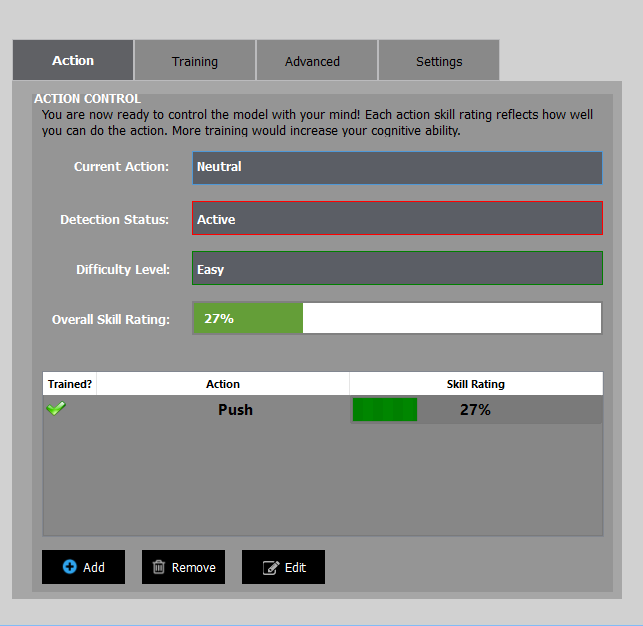 Action Training Advanced Settings
ACTION CONTROL
You are now ready to control the model with your mind! Each action skill rating reflects how well
you can do the action. More training would increase your cognitive ability.
Current Action: Neutral
Detection Status: Active
Difficulty Level: Easy
Overall Skill Rating: 27%
Trained? Action Skill Rating
Push 27%
Add Remove Edit